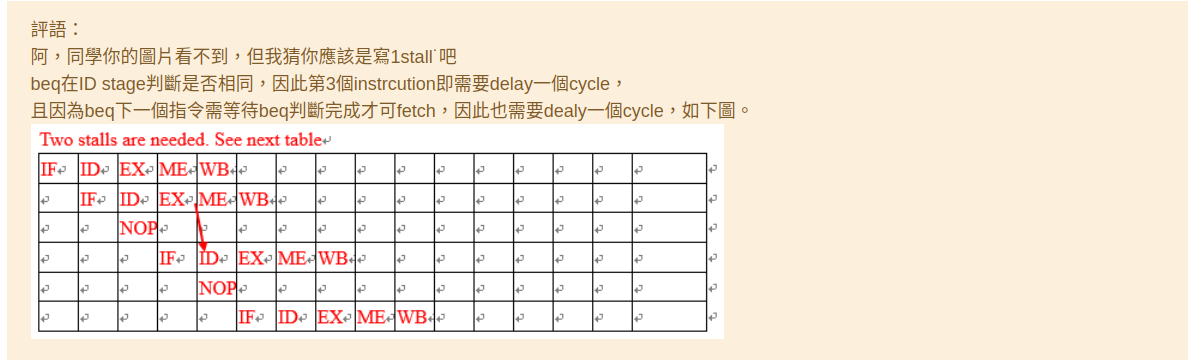 評語：
阿，同學你的圖片看不到，但我猜你應該是寫1stall˙吧
beq在ID stage判斷是否相同，因此第3個instrcution即需要delay一個cycle，
且因為beq下一個指令需等待beq判斷完成才可fetch，因此也需要dealy一個cycle，如下圖。
Two stalls are needed. See next table
IF ID EX ME WB
IF ID EX ME WB
NOP
IF ID EX ME WB
NOP
IF ID EX ME WB